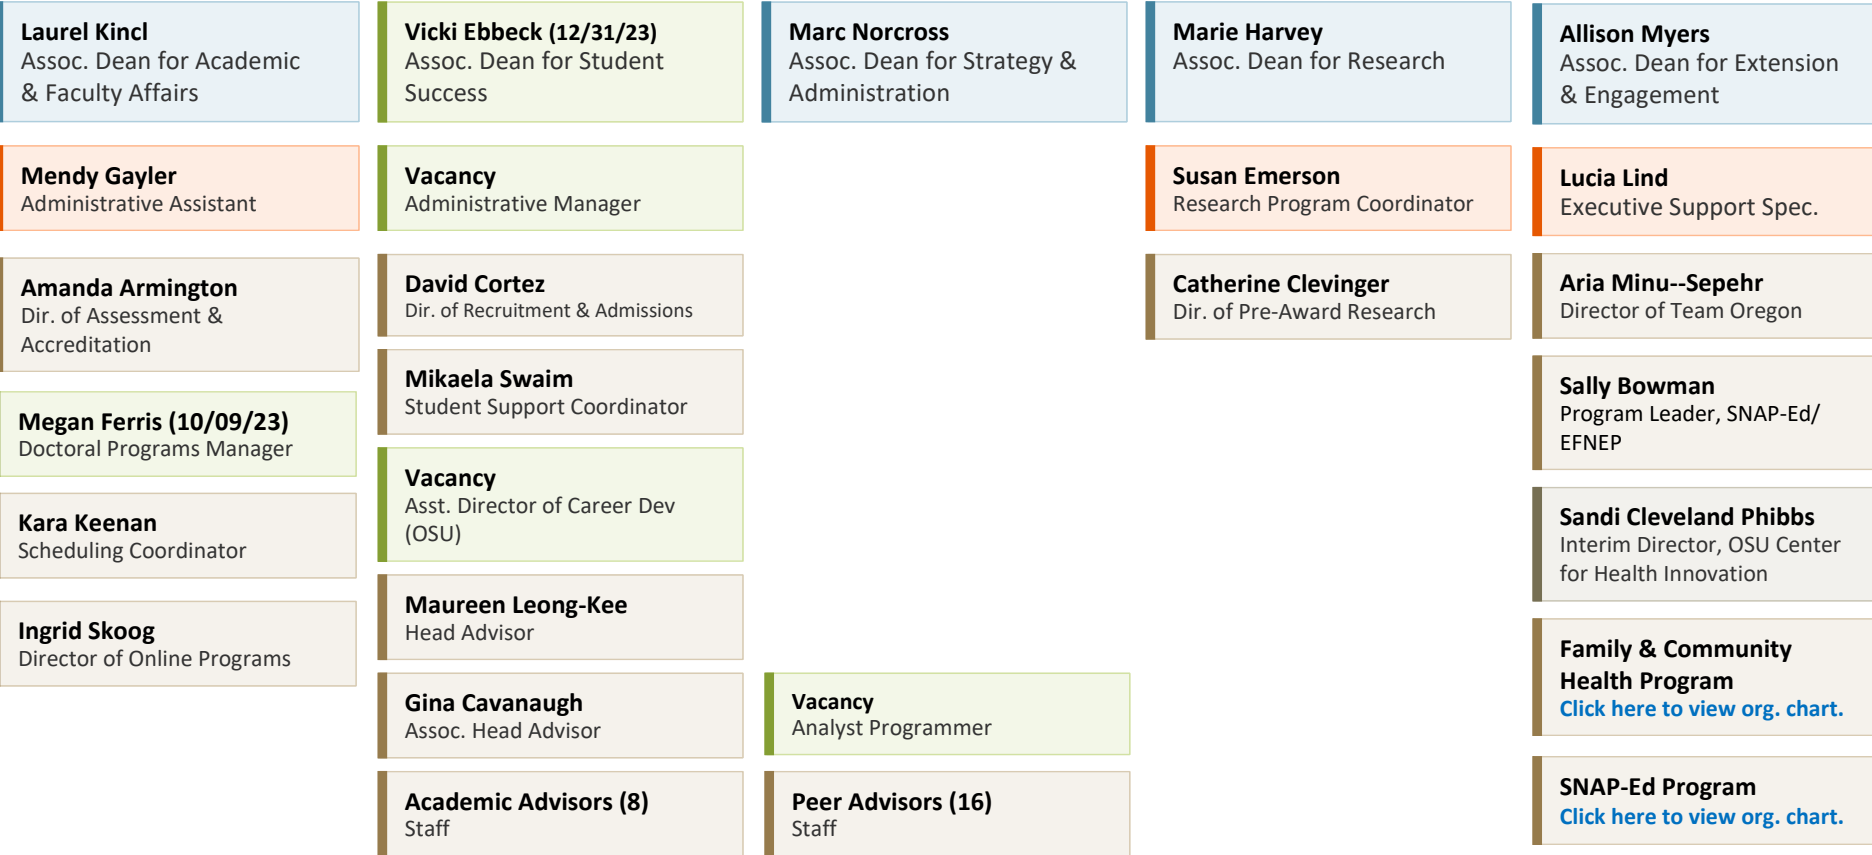 Laurel Kincl
Assoc. Dean for Academic
& Faculty Affairs
Mendy Gayler
Administrative Assistant
Amanda Armington
Dir. of Assessment &
Accreditation
Megan Ferris (10/09/23)
Doctoral Programs Manager
Kara Keenan
Scheduling Coordinator
Ingrid Skoog
Director of Online Programs
Vicki Ebbeck (12/31/23)
Assoc. Dean for Student
Success
Vacancy
Administrative Manager
David Cortez
Dir. of Recruitment & Admissions
Mikaela Swaim
Student Support Coordinator
Vacancy
Asst. Director of Career Dev
(OSU)
Maureen Leong-Kee
Head Advisor
Gina Cavanaugh
Assoc. Head Advisor
Academic Advisors (8)
Staff
Marc Norcross
Assoc. Dean for Strategy &
Administration
Vacancy
Analyst Programmer
Peer Advisors (16)
Staff
Marie Harvey
Assoc. Dean for Research
Susan Emerson
Research Program Coordinator
Catherine Clevinger
Dir. of Pre-Award Research
Allison Myers
Assoc. Dean for Extension
& Engagement
Lucia Lind
Executive Support Spec.
Aria Minu--Sepehr
Director of Team Oregon
Sally Bowman
Program Leader, SNAP-Ed/
EFNEP
Sandi Cleveland Phibbs
Interim Director, OSU Center
for Health Innovation
Family & Community
Health Program
Click here to view org. chart.
SNAP-Ed Program
Click here to view org. chart.